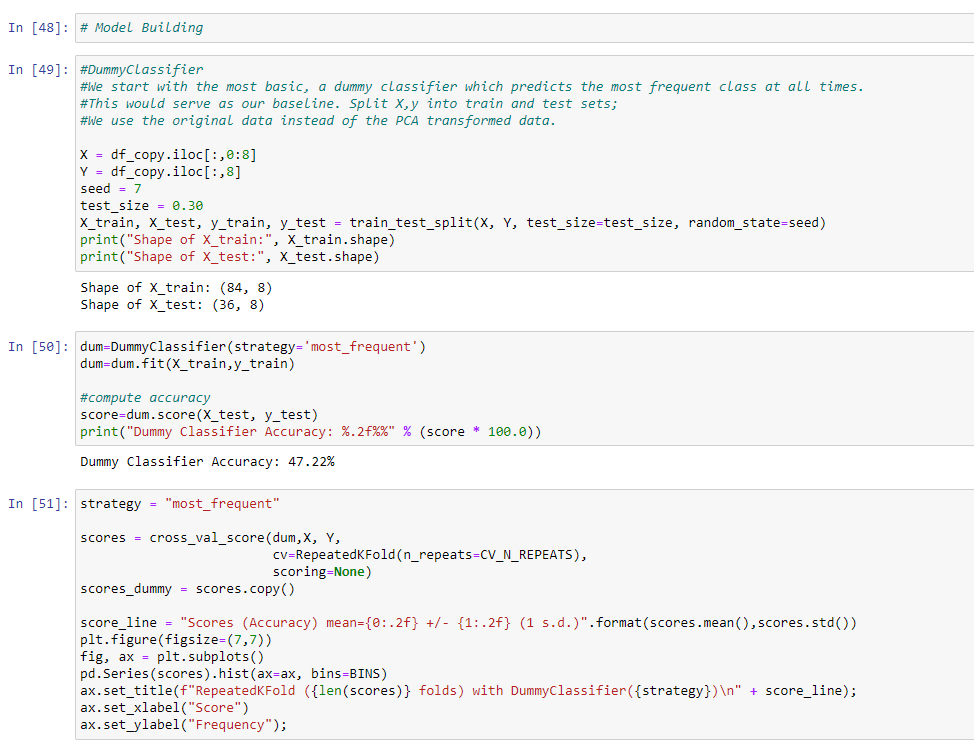 In [48]: # Model Building
In [49]: #DummyClassifier
#We start with the most basic, a dummy classifier which predicts the most frequent class at all times.
#This would serve as our baseline. Split X,y into train and test sets;
#We use the original data instead of the PCA transformed data.
X = df_copy.iloc[:,0:8]
Y = df_copy.iloc[:,8]
seed = 7
test_size = 0.30
X_train, X_test, y_train, y_test = train_test_split(X, Y, test_size=test_size, random_state=seed)
print("Shape of X_train:", X_train.shape)
print("Shape of X_test:", X_test.shape)
Shape of X_train: (84, 8)
Shape of X_test: (36, 8)
In [50]: dum=DummyClassifier(strategy='most_frequent')
dum=dum.fit(X_train,y_train)
#compute accuracy
score=dum.score(X_test, y_test)
print("Dummy Classifier Accuracy: %.2f%%" % (score * 100.0))
Dummy Classifier Accuracy: 47.22%
In [51]: strategy = "most_frequent"
scores = cross_val_score(dum,X, Y,
cv=RepeatedKFold(n_repeats=CV_N_REPEATS),
scoring=None)
scores_dummy = scores.copy()
score_line = "Scores (Accuracy) mean={0:.2f} +/- {1:.2f} (1 s.d.)".format(scores.mean(),scores.std())
plt.figure(figsize=(7,7))
fig, ax = plt.subplots()
pd.Series(scores).hist(ax=ax, bins=BINS)
ax.set_title(f"RepeatedKFold ({len(scores)} folds) with DummyClassifier({strategy})\n" + score_line);
ax.set_xlabel("Score")
ax.set_ylabel("Frequency");